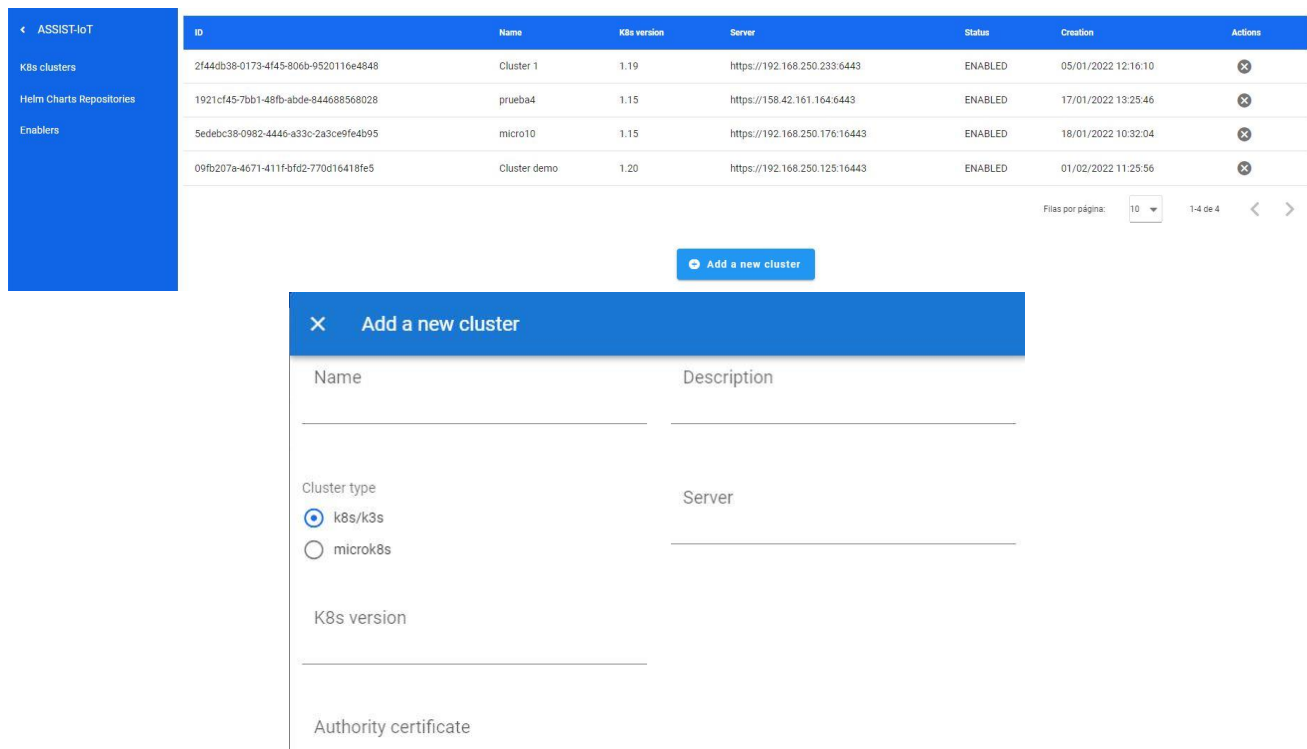 ASSIST-IoT
K8s clusters
Helm Charts Repositories
Enablers
ID Name K8s version Server Status Creation Actions
2f44db38-0173-4f45-806b-9520116e4848 Cluster 1 1.19 https://192.168.250.233:6443 ENABLED 05/01/2022 12:16:10
1921cf45-7bb1-48fb-abde-844688568028 prueba4 1.15 https://158.42.161.164:6443 ENABLED 17/01/2022 13:25:46
5edebc38-0982-4446-a33c-2a3ce9fe4b95 micro10 1.15 https://192.168.250.176:16443 ENABLED 18/01/2022 10:32:04
09fb207a-4671-411f-bfd2-770d16418fe5 Cluster demo 1.20 https://192.168.250.125:16443 ENABLED 01/02/2022 11:25:56
Filas por página: 10 1-4 de 4
Add a new cluster
Add a new cluster
Name Description
Cluster type
Server
k8s/k3s
microk8s
K8s version
Authority certificate